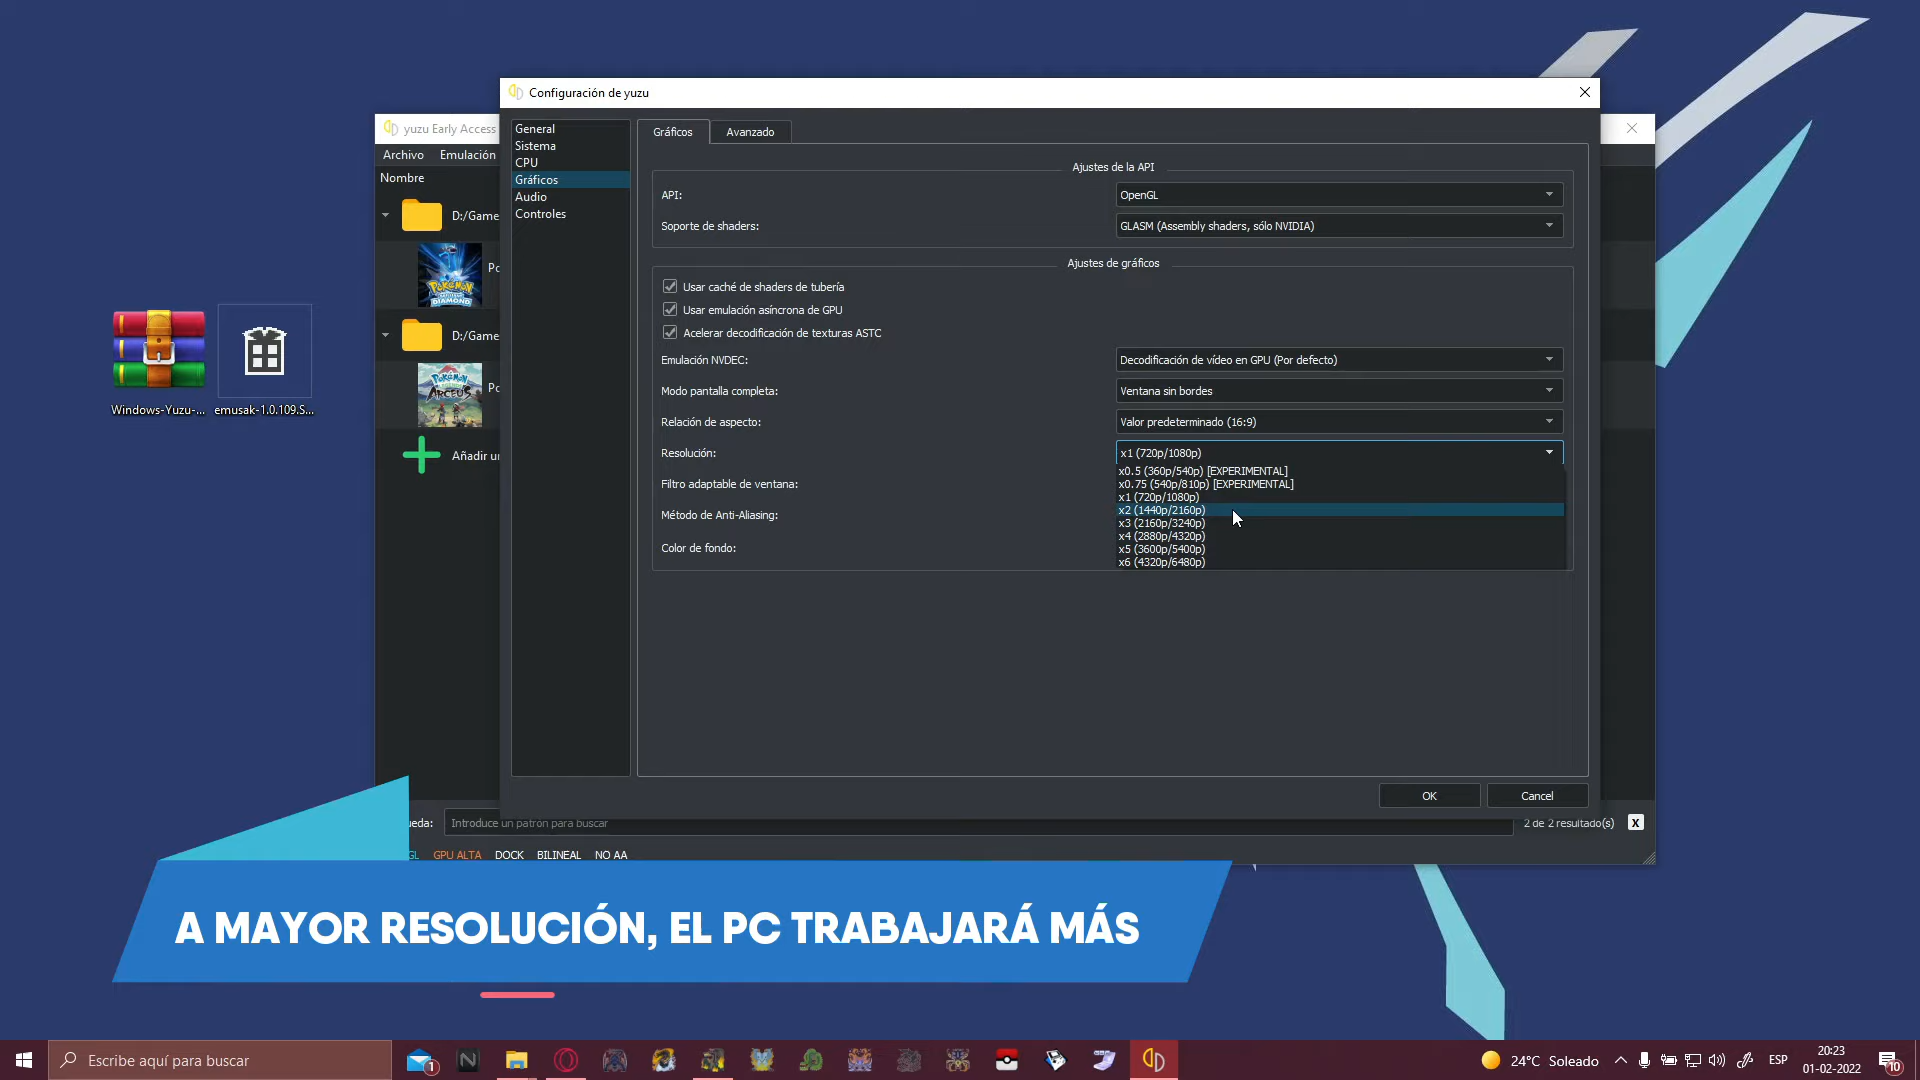 Configuración de yuzu
yuzu Early Access
Archivo Emulación
Nombre
D:/Game
D:/Game
Añadir
General
Sistema
CPU
Gráficos
Audio
Controles
Gráficos Avanzado
Ajustes de la API
API: OpenGL
Soporte de shaders: GLASM (Assembly shaders, sólo NVIDIA)
Ajustes de gráficos
Usar caché de shaders de tubería
Usar emulación asíncrona de GPU
Acelerar decodificación de texturas ASTC
Emulación NVDEC: Decodificación de vídeo en GPU (Por defecto)
Modo pantalla completa: Ventana sin bordes
Relación de aspecto: Valor predeterminado (16:9)
Resolución: x1 (720p/1080p)
x0.5 (360p/540p) [EXPERIMENTAL]
x0.75 (540p/810p) [EXPERIMENTAL]
x1 (720p/1080p)
x2 (1440p/2160p)
x3 (2160p/3240p)
x4 (2880p/4320p)
x5 (3600p/5400p)
x6 (4320p/6480p)
Filtro adaptable de ventana:
Método de Anti-Aliasing:
Color de fondo:
OK Cancel
Windows-Yuzu-...
emusak-1.0.109.S...
POKÉMON
DIAMOND
POKÉMON
ARCEUS
ueda: Introduce un patrón para buscar 2 de 2 resultado(s) X
GL GPU ALTA DOCK BILINEAL NO AA
A MAYOR RESOLUCIÓN, EL PC TRABAJARÁ MÁS
Escribe aquí para buscar
1
24°C Soleado
ESP
20:23
01-02-2022
10